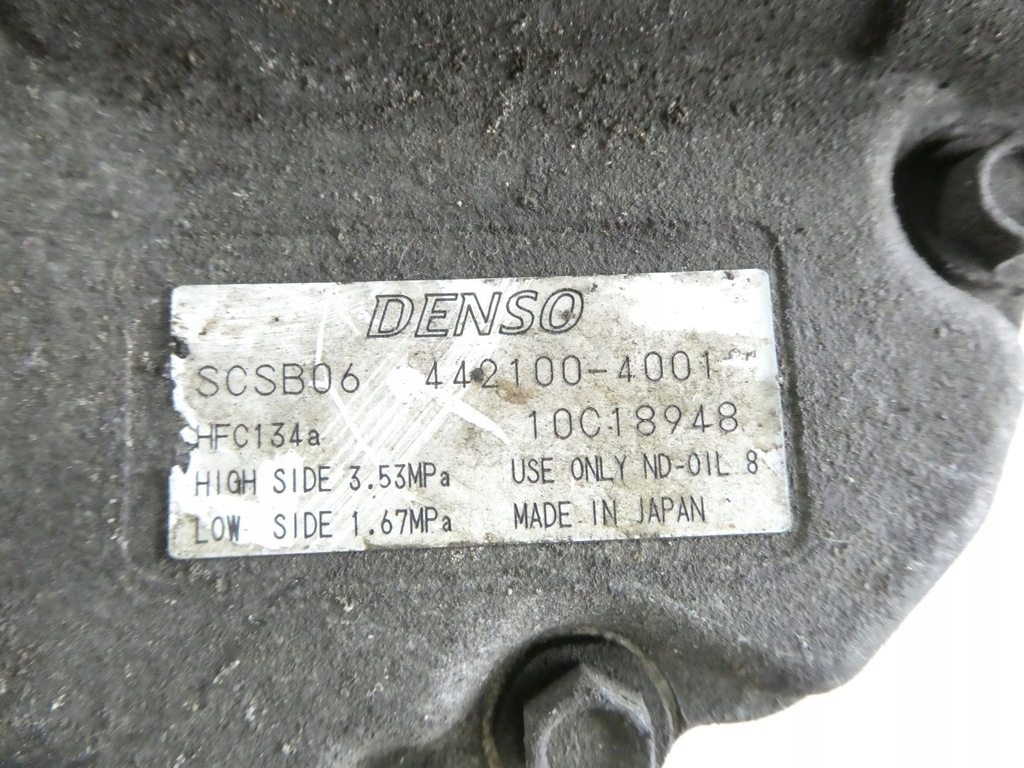 DENSO
SCSB06 442100-4001
HFC134a 10C18948
HIGH SIDE 3.53MPa USE ONLY ND-OIL 8
LOW SIDE 1.67MPa MADE IN JAPAN